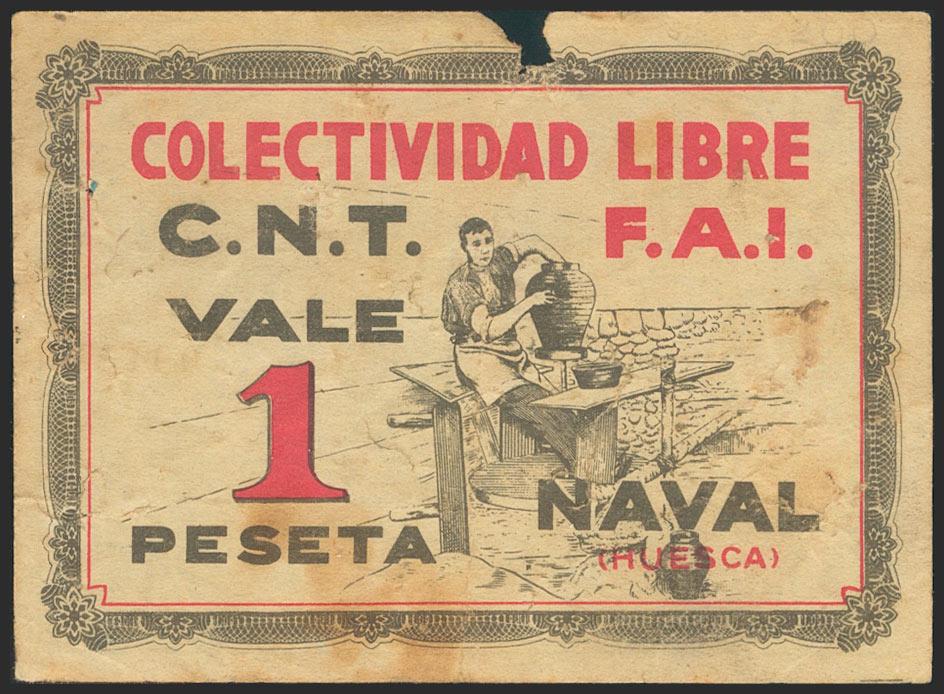 COLECTIVIDAD LIBRE
C.N.T. F.A.I.
VALE
1
PESETA
NAVAL
(HUESCA)